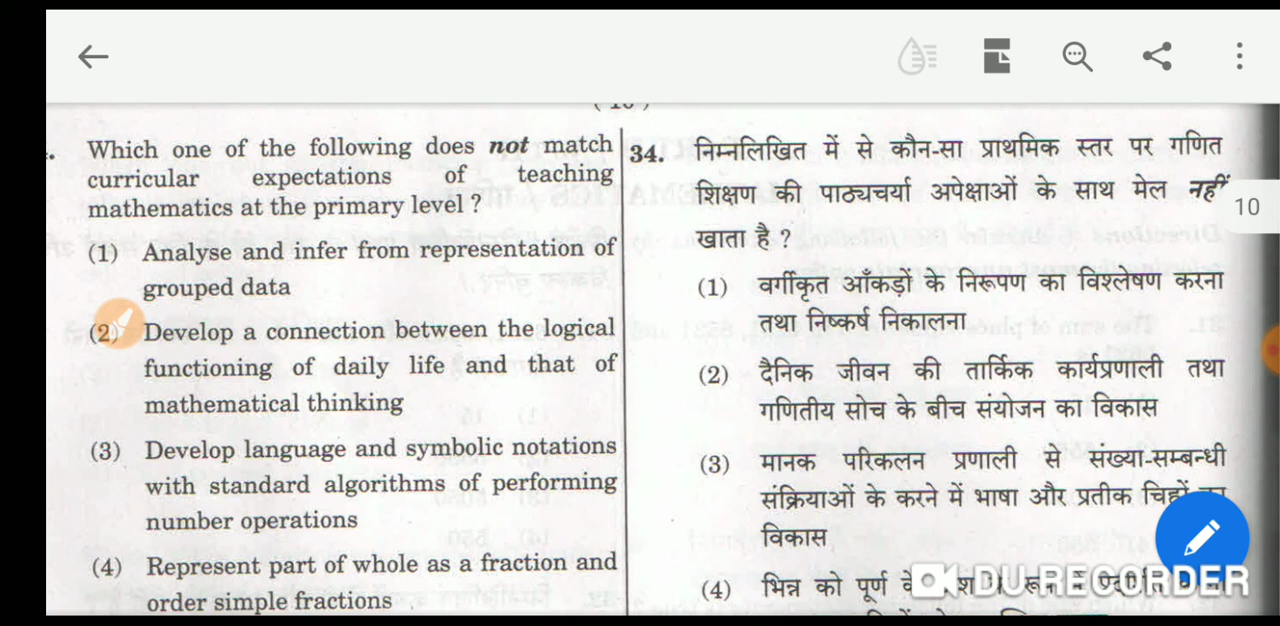 Which one of the following does not match
curricular expectations of teaching
mathematics at the primary level ?
(1) Analyse and infer from representation of
grouped data
(2) Develop a connection between the logical
functioning of daily life and that of
mathematical thinking
(3) Develop language and symbolic notations
with standard algorithms of performing
number operations
(4) Represent part of whole as a fraction and
order simple fractions
34. निम्नलिखित में से कौन-सा प्राथमिक स्तर पर गणित
शिक्षण की पाठ्यचर्या अपेक्षाओं के साथ मेल नहीं
खाता है ?
(1) वर्गीकृत आँकड़ों के निरूपण का विश्लेषण करना
तथा निष्कर्ष निकालना
(2) दैनिक जीवन की तार्किक कार्यप्रणाली तथा
गणितीय सोच के बीच संयोजन का विकास
(3) मानक परिकलन प्रणाली से संख्या-सम्बन्धी
संक्रियाओं के करने में भाषा और प्रतीक चिह्नों का
विकास
(4) भिन्न को पूर्ण के
10
DU RECORDER